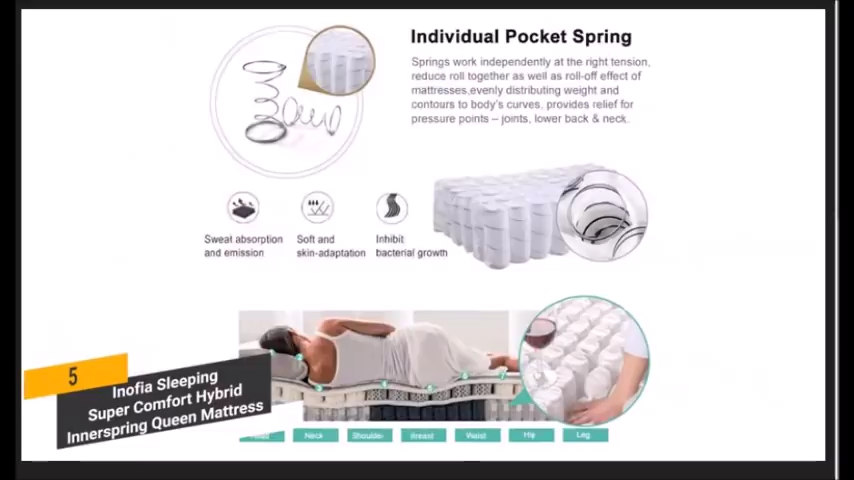 Individual Pocket Spring
Springs work independently at the right tension,
reduce roll together as well as roll-off effect of
mattresses,evenly distributing weight and
contours to body's curves, provides relief for
pressure points – joints, lower back & neck.
Sweat absorption
and emission
Soft and
skin-adaptation
Inhibit
bacterial growth
5
Inofia Sleeping
Super Comfort Hybrid
Innerspring Queen Mattress
Neck
Shoulder
Breast
Waist
Hip
Leg